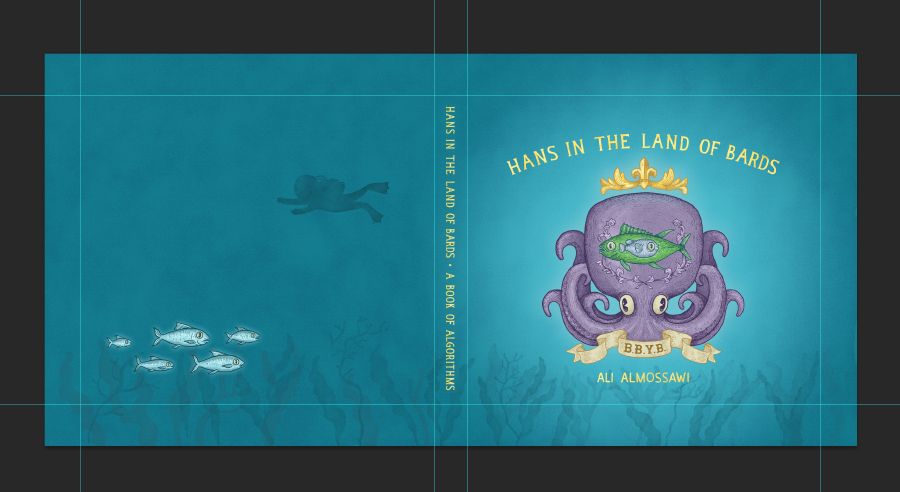 HANS IN THE LAND OF BARDS • A BOOK OF ALGORITHMS
HANS IN THE LAND OF BARDS
B.B.Y.B.
ALI ALMOSSAWI